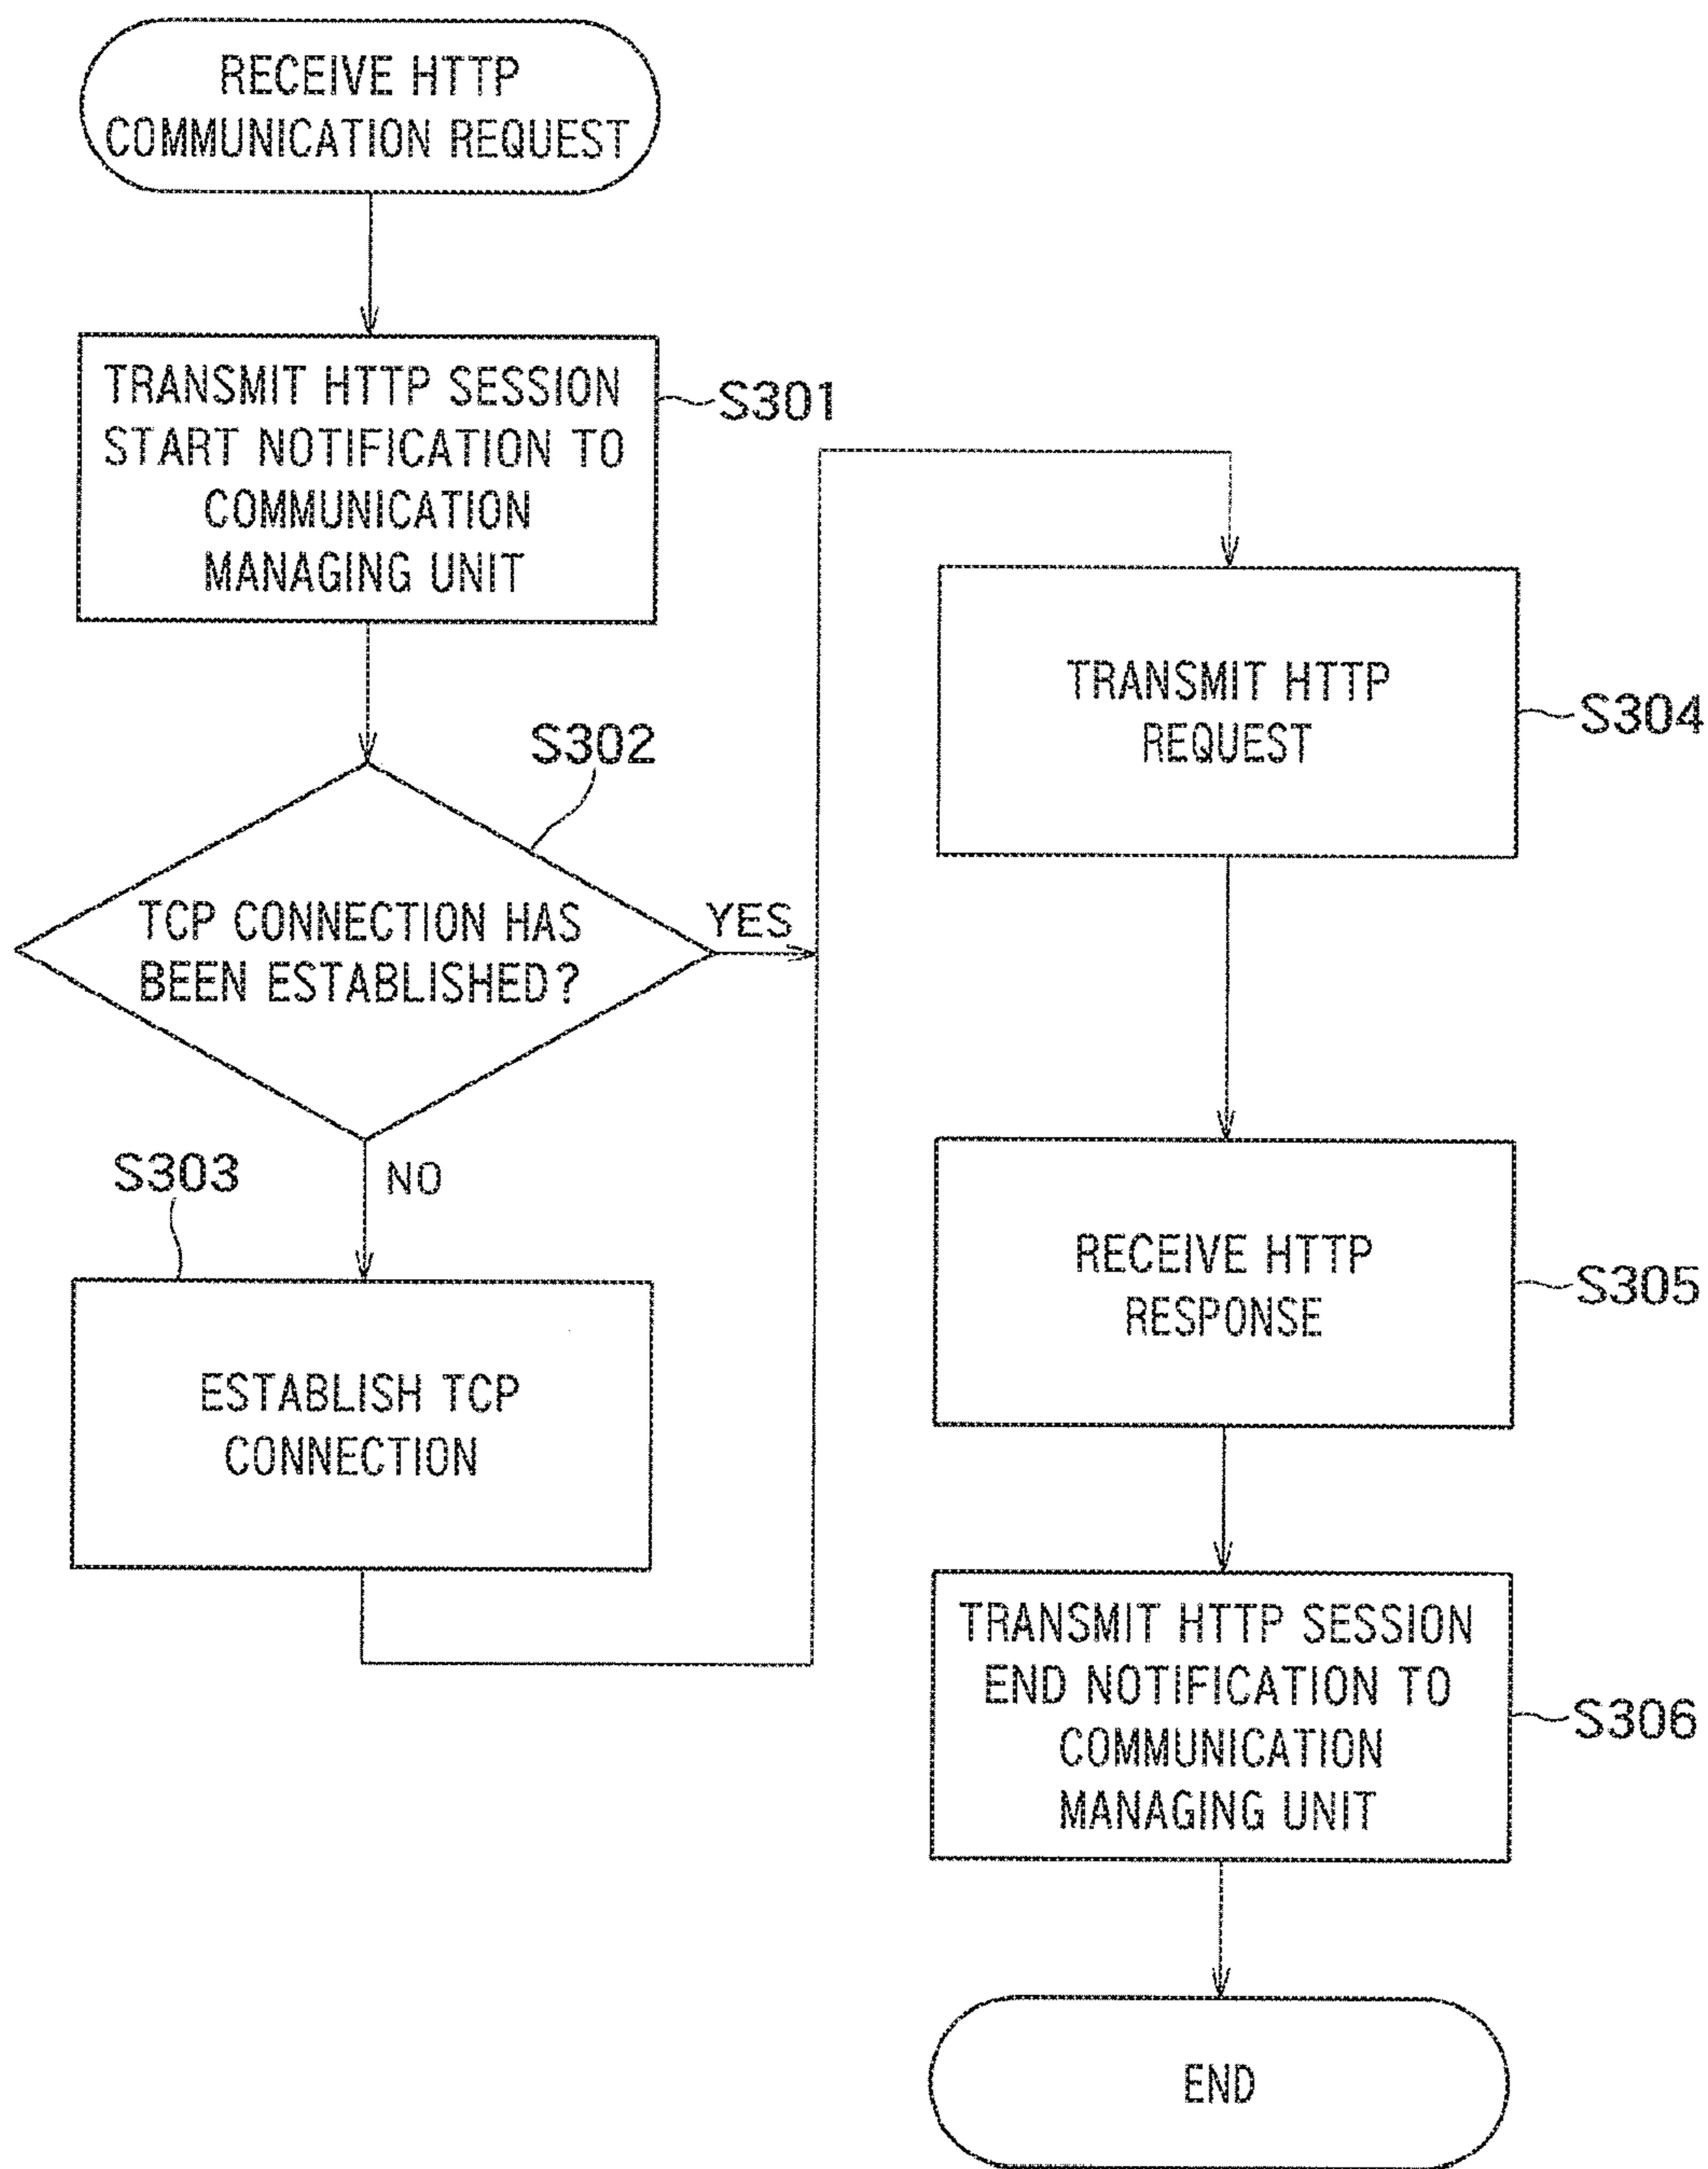 RECEIVE HTTP
COMMUNICATION REQUEST
TRANSMIT HTTP SESSION
START NOTIFICATION TO
COMMUNICATION
MANAGING UNIT
S301
S302
TCP CONNECTION HAS
BEEN ESTABLISHED?
YES
NO
S303
ESTABLISH TCP
CONNECTION
TRANSMIT HTTP
REQUEST
S304
RECEIVE HTTP
RESPONSE
S305
TRANSMIT HTTP SESSION
END NOTIFICATION TO
COMMUNICATION
MANAGING UNIT
S306
END